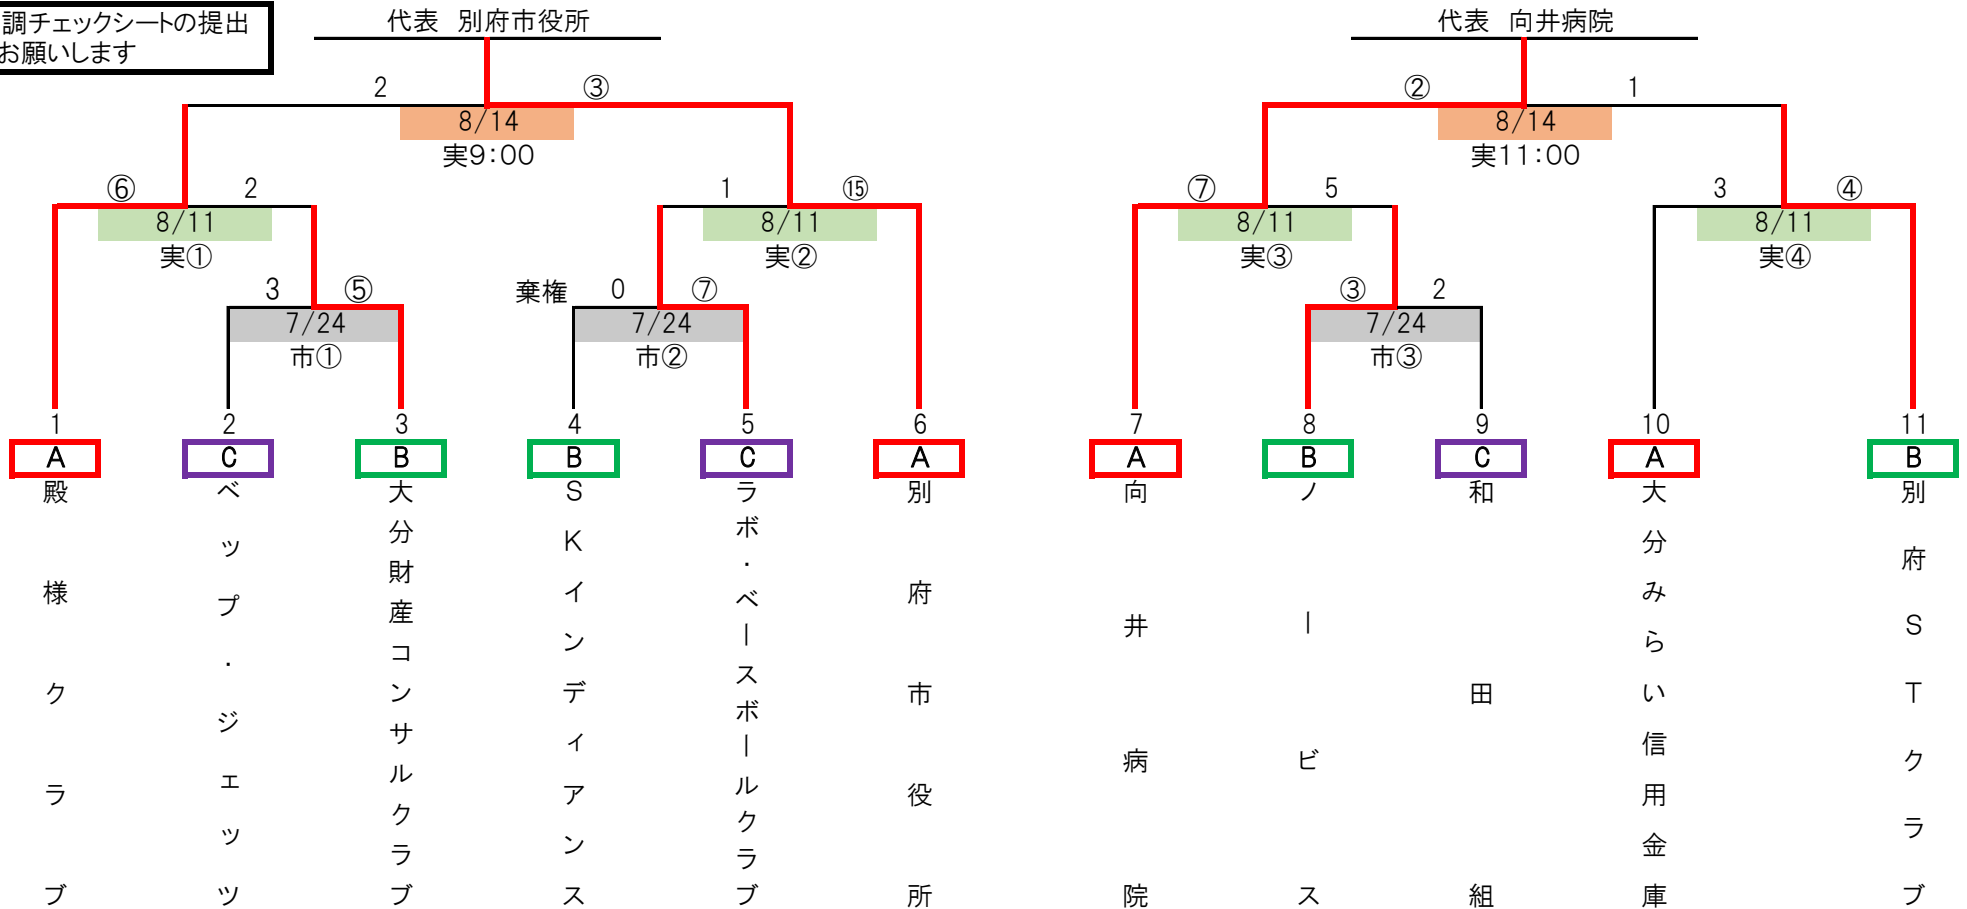 調チェックシートの提出
お願いします
代表 別府市役所
代表 向井病院
2
③
②
1
8/14
実9:00
8/14
実11:00
⑥
2
1
⑮
⑦
5
3
④
8/11
実①
8/11
実②
8/11
実③
8/11
実④
3
⑤
棄権
0
⑦
③
2
7/24
市①
7/24
市②
7/24
市③
1
2
3
4
5
6
7
8
9
10
11
A
C
B
B
C
A
A
B
C
A
B
殿様クラブ
ベップ・ジェッツ
大分財産コンサルクラブ
SKインディアンス
ラボ・ベースボールクラブ
別府市役所
向井病院
ノービス
和田組
大分みらい信用金庫
別府STクラブ